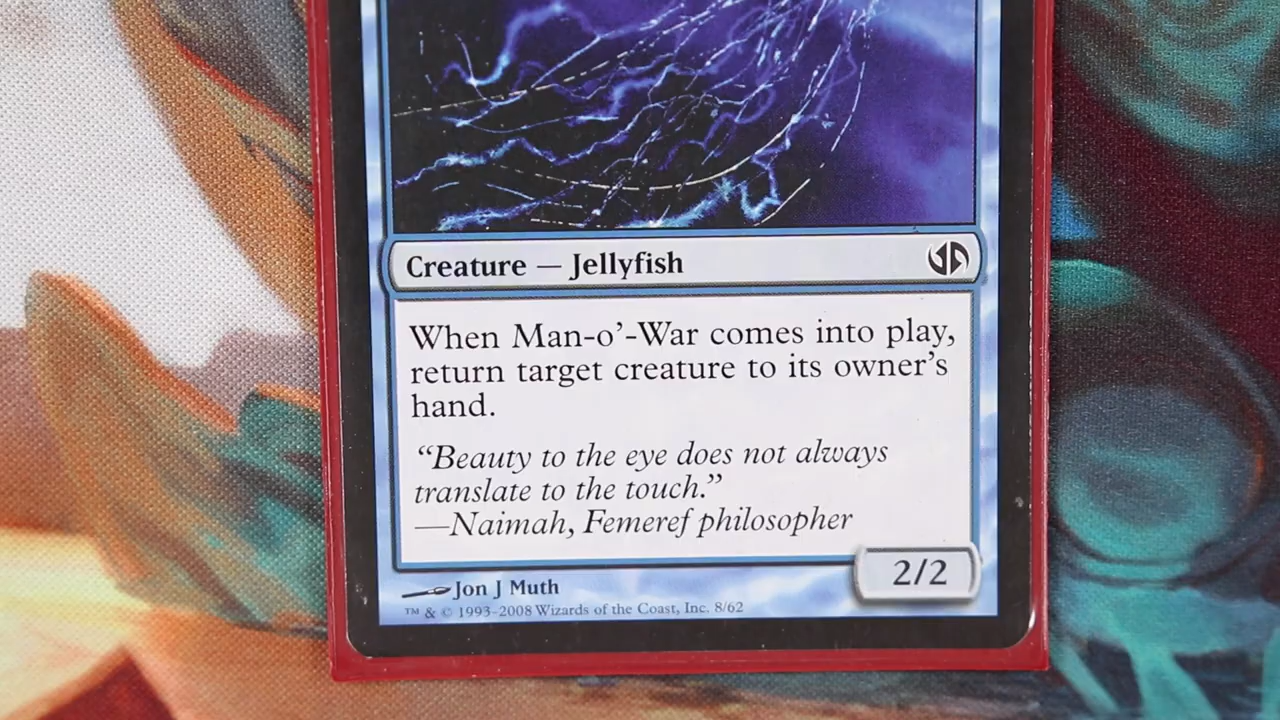 Creature — Jellyfish
When Man-o’-War comes into play,
return target creature to its owner’s
hand.
“Beauty to the eye does not always
translate to the touch.”
—Naimah, Femeref philosopher
2/2
Jon J Muth
™ & © 1993–2008 Wizards of the Coast, Inc. 8/62